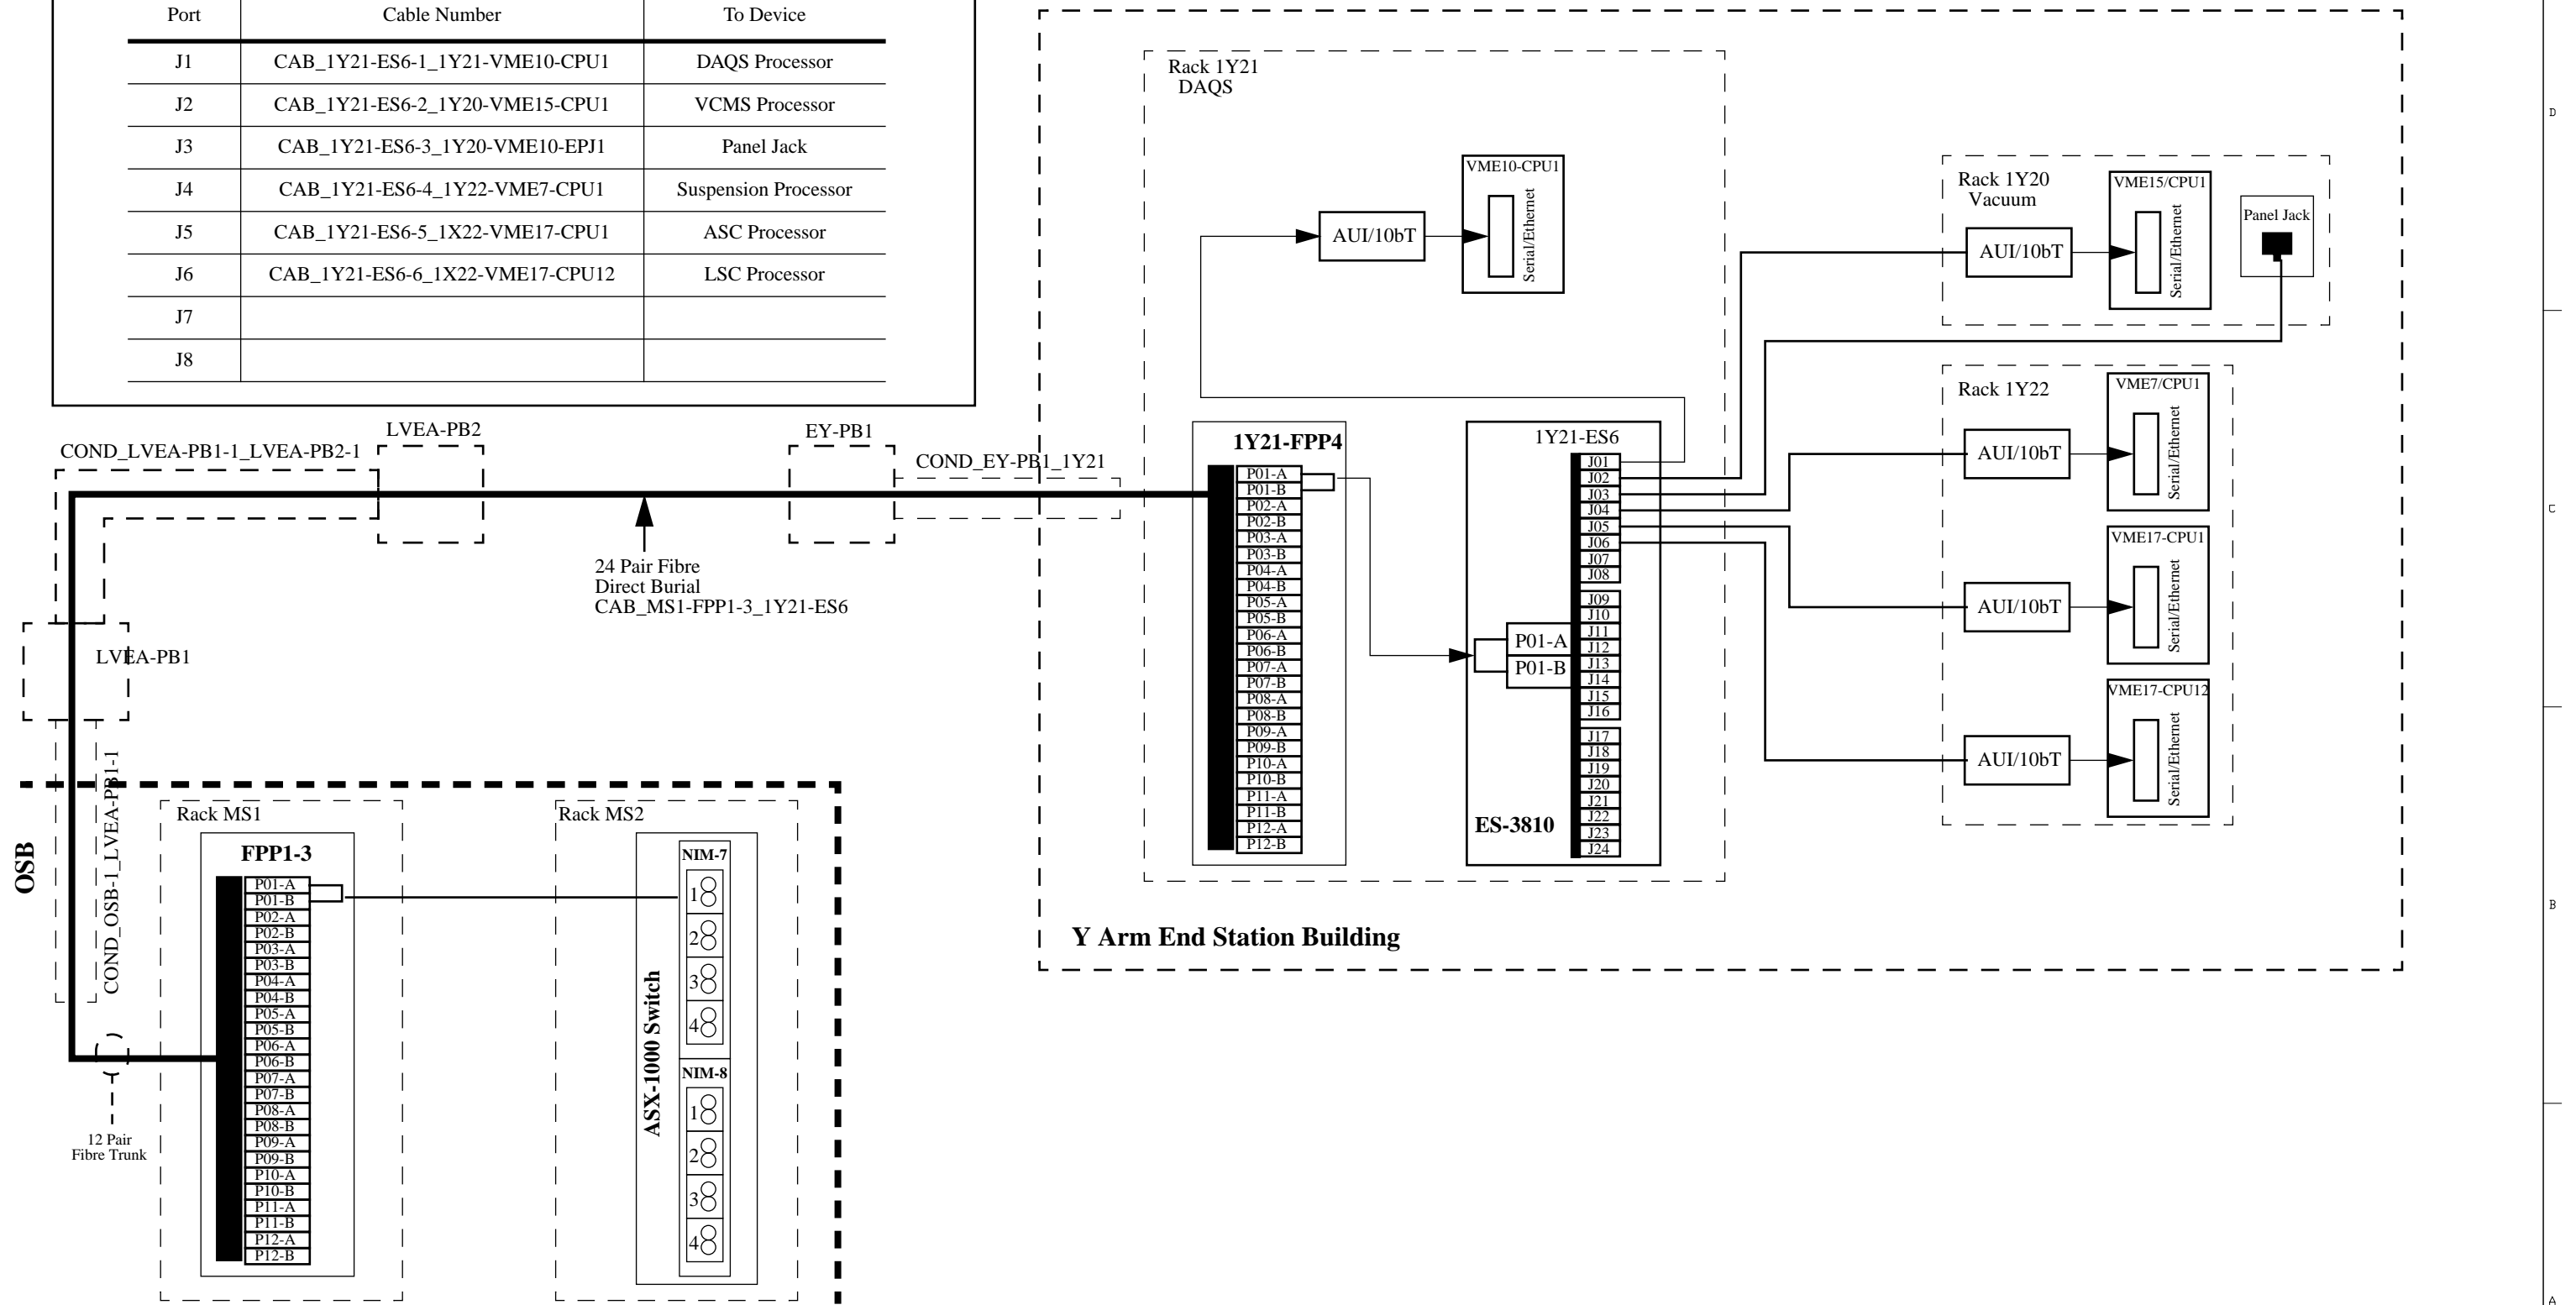 Port Cable Number To Device
J1 CAB_1Y21-ES6-1_1Y21-VME10-CPU1 DAQS Processor
J2 CAB_1Y21-ES6-2_1Y20-VME15-CPU1 VCMS Processor
J3 CAB_1Y21-ES6-3_1Y20-VME10-EPJ1 Panel Jack
J4 CAB_1Y21-ES6-4_1Y22-VME7-CPU1 Suspension Processor
J5 CAB_1Y21-ES6-5_1X22-VME17-CPU1 ASC Processor
J6 CAB_1Y21-ES6-6_1X22-VME17-CPU12 LSC Processor
J7
J8
COND_LVEA-PB1-1_LVEA-PB2-1
LVEA-PB2
EY-PB1
COND_EY-PB1_1Y21
24 Pair Fibre
Direct Burial
CAB_MS1-FPP1-3_1Y21-ES6
LVEA-PB1
COND_OSB-1_LVEA-PB1-1
OSB
12 Pair
Fibre Trunk
Rack MS1
FPP1-3
P01-A
P01-B
P02-A
P02-B
P03-A
P03-B
P04-A
P04-B
P05-A
P05-B
P06-A
P06-B
P07-A
P07-B
P08-A
P08-B
P09-A
P09-B
P10-A
P10-B
P11-A
P11-B
P12-A
P12-B
Rack MS2
ASX-1000 Switch
NIM-7
1
2
3
4
NIM-8
1
2
3
4
Rack 1Y21
DAQS
AUI/10bT
VME10-CPU1
Serial/Ethernet
1Y21-FPP4
P01-A
P01-B
P02-A
P02-B
P03-A
P03-B
P04-A
P04-B
P05-A
P05-B
P06-A
P06-B
P07-A
P07-B
P08-A
P08-B
P09-A
P09-B
P10-A
P10-B
P11-A
P11-B
P12-A
P12-B
1Y21-ES6
J01
J02
J03
J04
J05
J06
J07
J08
J09
J10
J11
J12
J13
J14
J15
J16
J17
J18
J19
J20
J21
J22
J23
J24
P01-A
P01-B
ES-3810
Rack 1Y20
Vacuum
AUI/10bT
VME15/CPU1
Serial/Ethernet
Panel Jack
Rack 1Y22
AUI/10bT
VME7/CPU1
Serial/Ethernet
AUI/10bT
VME17-CPU1
Serial/Ethernet
AUI/10bT
VME17-CPU12
Serial/Ethernet
Y Arm End Station Building
D
C
B
A